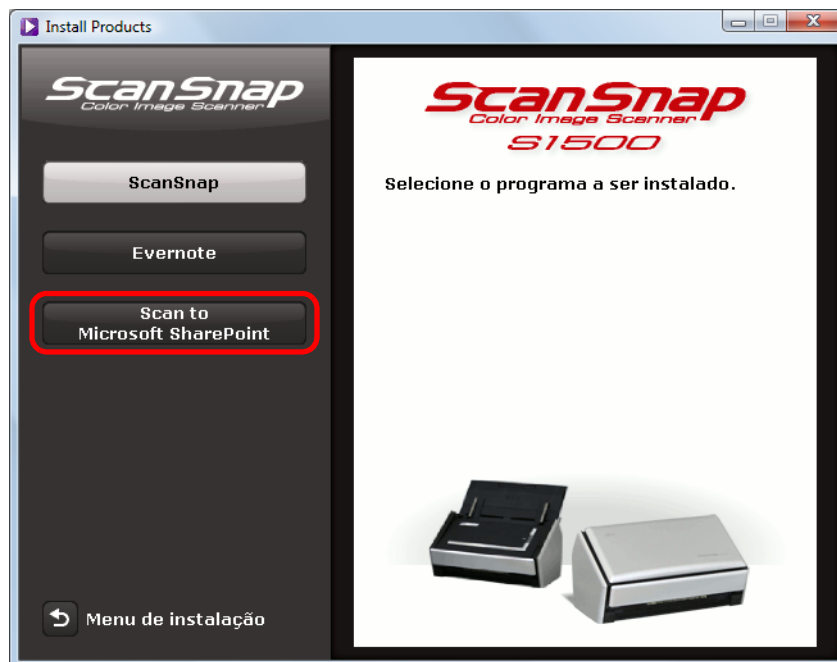 Install Products
ScanSnap
Color Image Scanner
ScanSnap
Evernote
Scan to
Microsoft SharePoint
Menu de instalação
ScanSnap
Color Image Scanner
S1500
Selecione o programa a ser instalado.